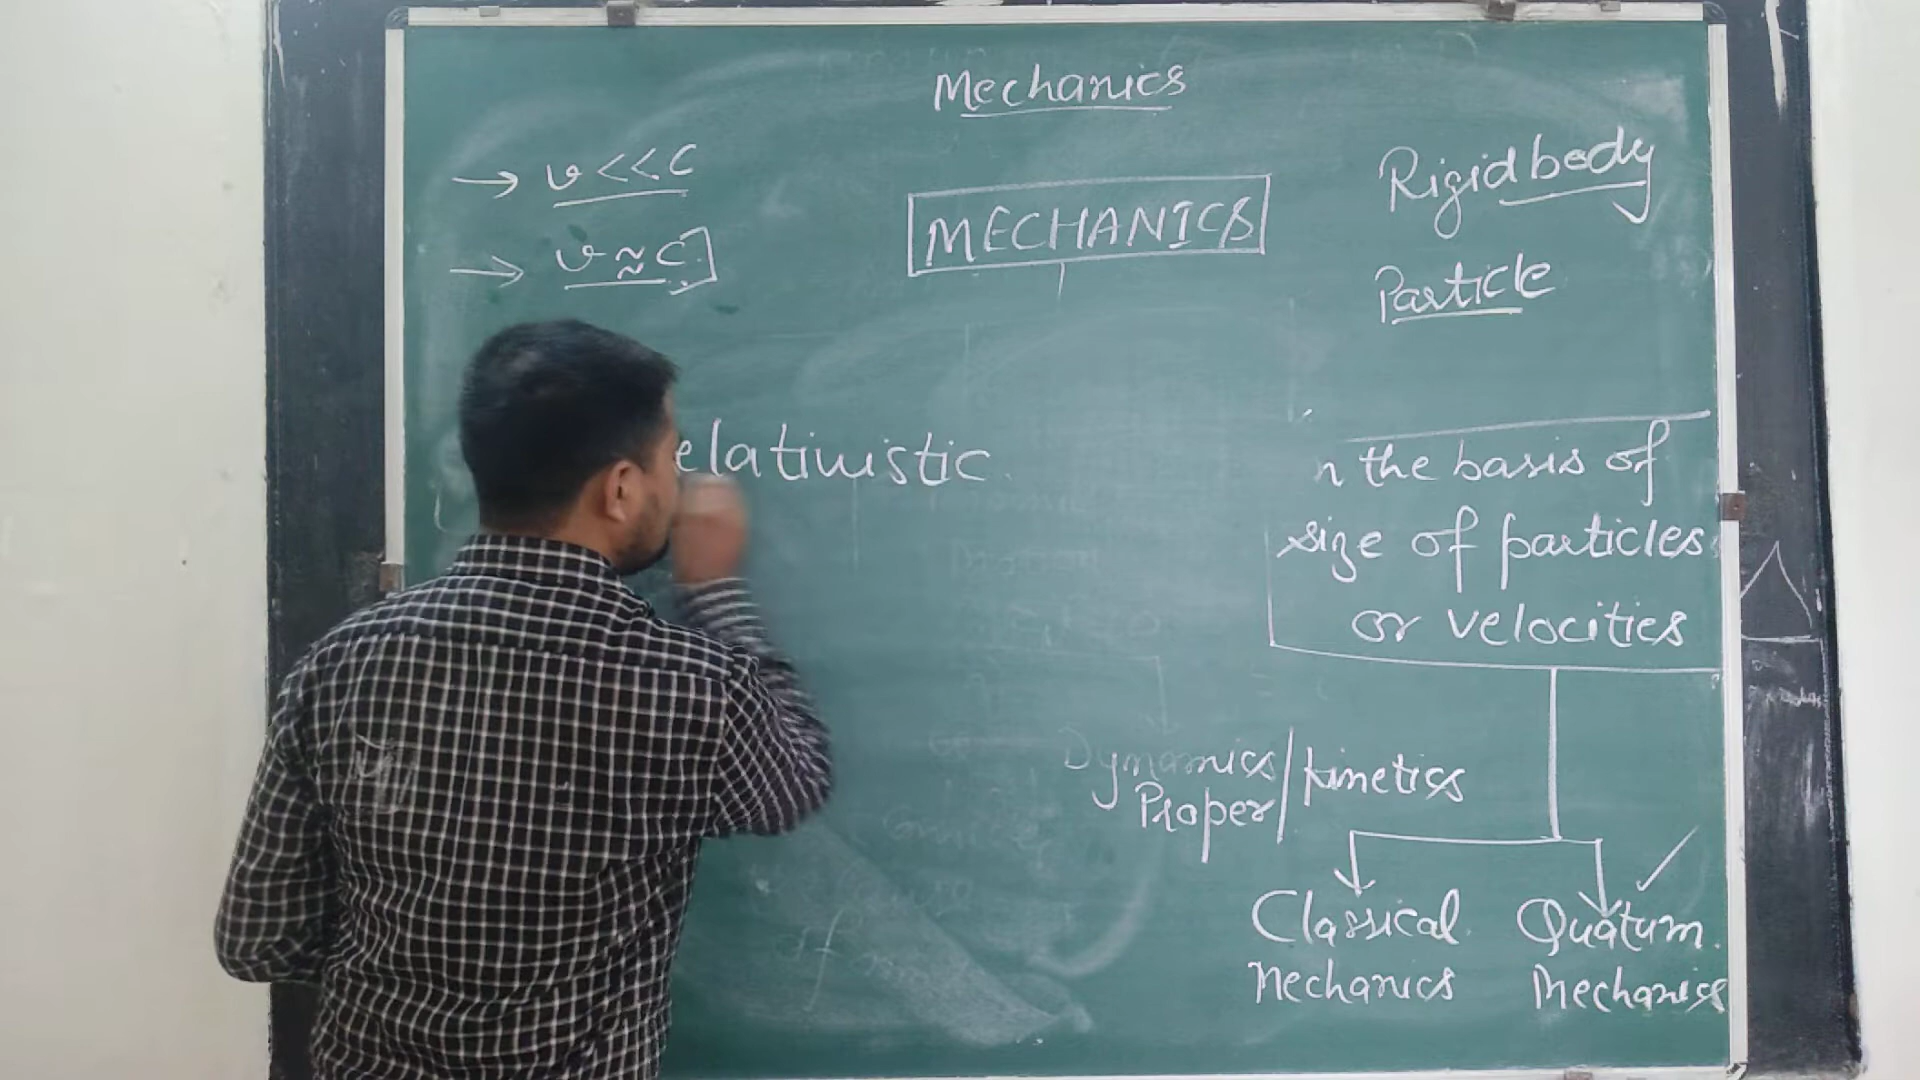 Mechanics
→ v << c
→ v ≈ c
MECHANICS
Rigid body
Particle
elativistic
n the basis of
size of particles
or velocities
Dynamics / kinetics
Proper
Classical
Mechanics
Quatum
Mechanics